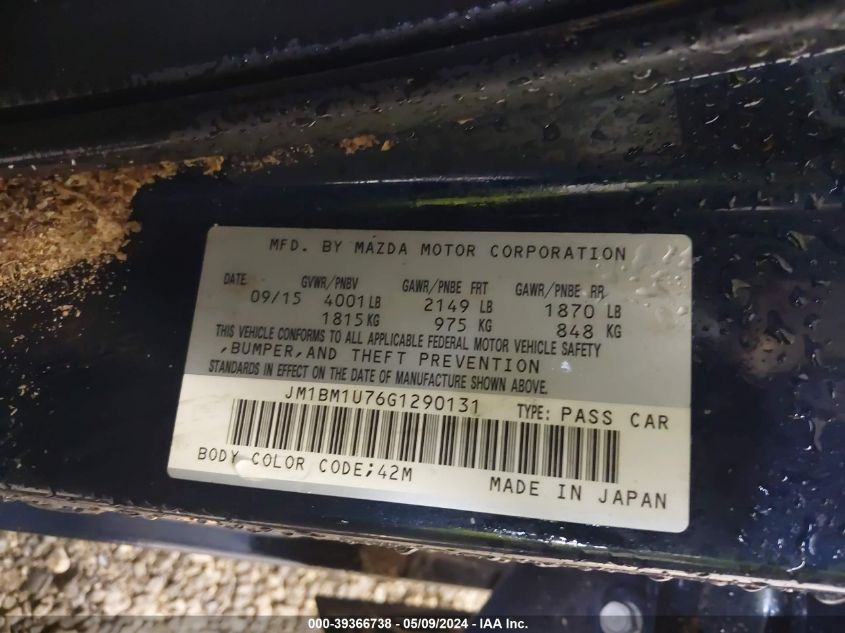 MFD. BY MAZDA MOTOR CORPORATION
DATE GVWR/PNBV GAWR/PNBE FRT GAWR/PNBE RR
09/15 4001LB 2149 LB 1870 LB
1815KG 975 KG 848 KG
THIS VEHICLE CONFORMS TO ALL APPLICABLE FEDERAL MOTOR VEHICLE SAFETY
,BUMPER,AND THEFT PREVENTION
STANDARDS IN EFFECT ON THE DATE OF MANUFACTURE SHOWN ABOVE.
JM1BM1U76G1290131 TYPE: PASS CAR
BODY COLOR CODE;42M
MADE IN JAPAN
000-39366738 - 05/09/2024 - IAA Inc.